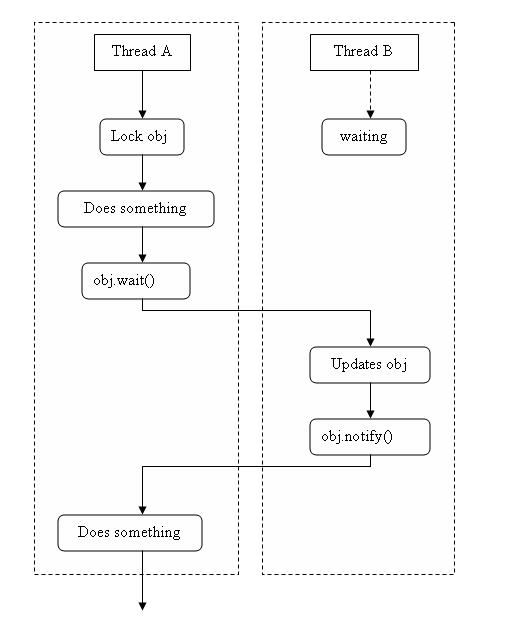 Thread A
Thread B
Lock obj
waiting
Does something
obj.wait()
Updates obj
obj.notify()
Does something